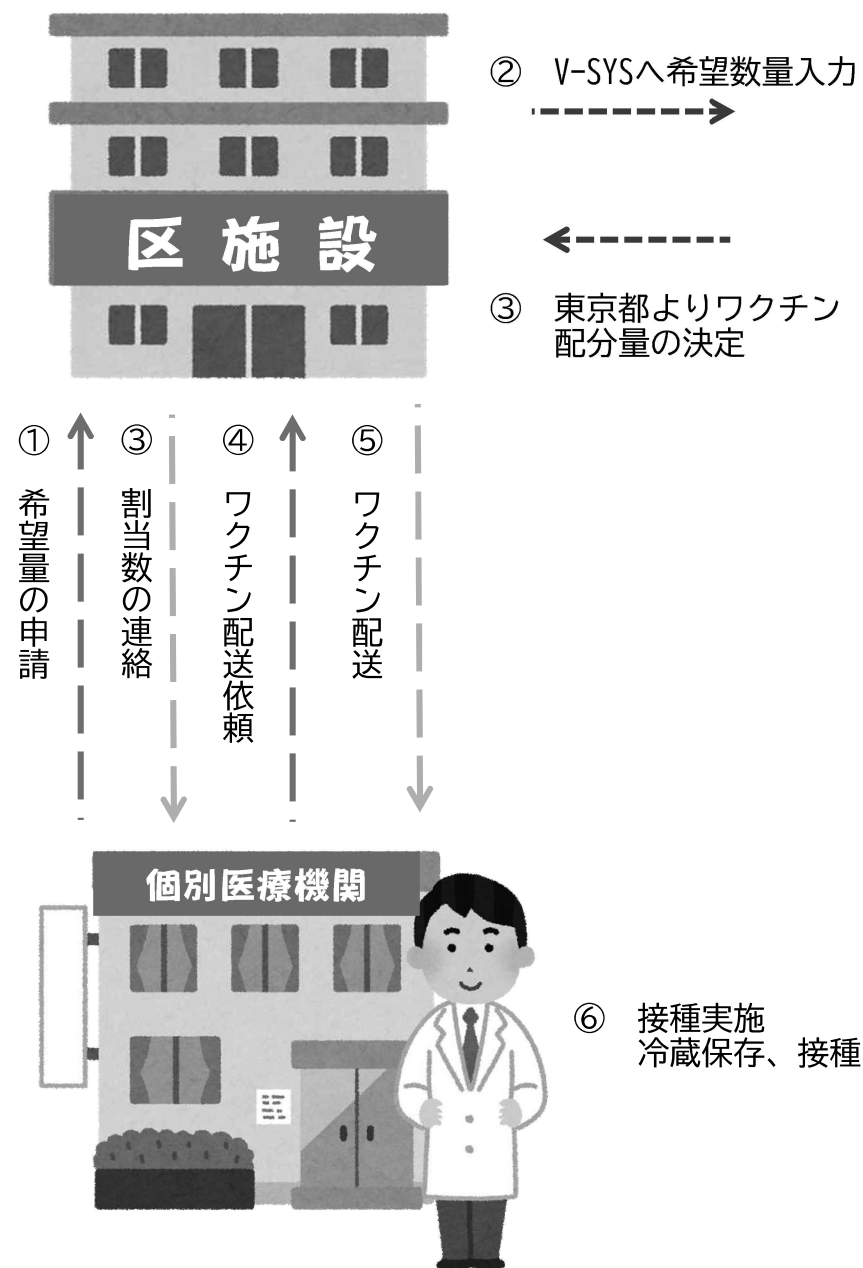 ② V-SYSへ希望数量入力
区施設
③ 東京都よりワクチン
配分量の決定
① 希望量の申請
③ 割当数の連絡
④ ワクチン配送依頼
⑤ ワクチン配送
個別医療機関
⑥ 接種実施
冷蔵保存、接種